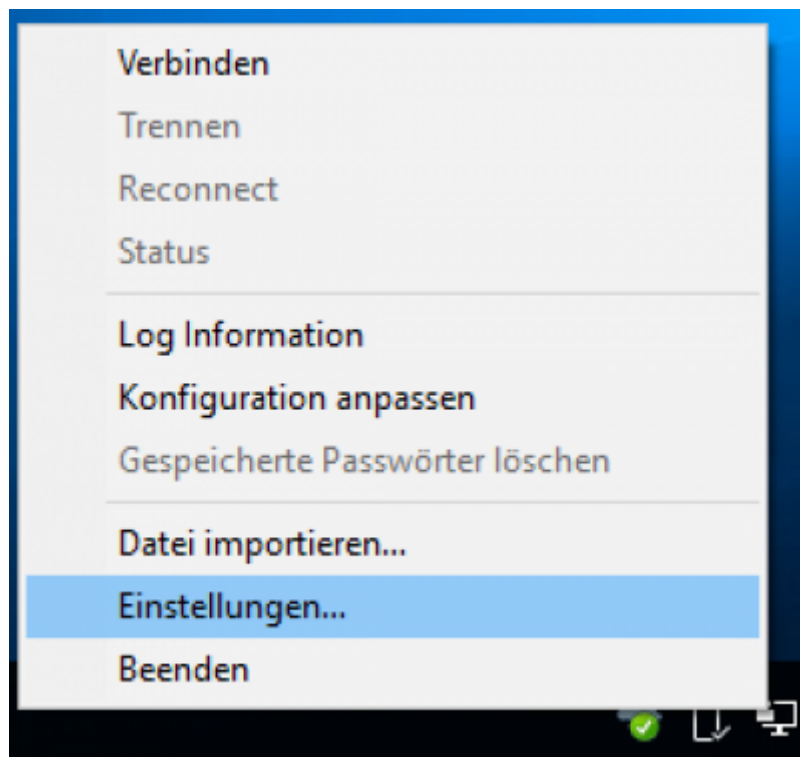 Verbinden
Trennen
Reconnect
Status
Log Information
Konfiguration anpassen
Gespeicherte Passwörter löschen
Datei importieren...
Einstellungen...
Beenden